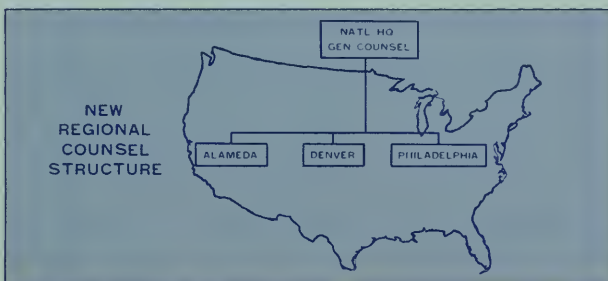 NATL HQ
GEN COUNSEL
NEW
REGIONAL
COUNSEL
STRUCTURE
ALAMEDA
DENVER
PHILADELPHIA